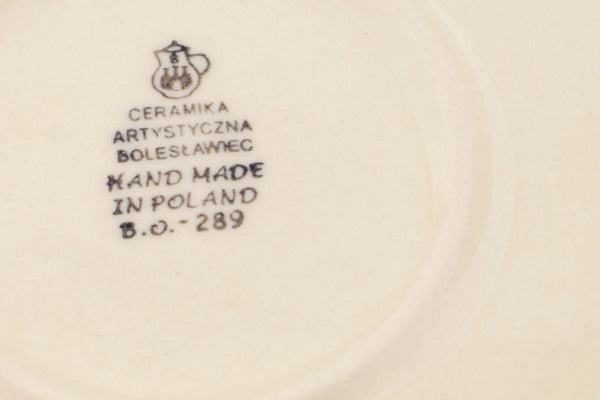 CERAMIKA
ARTYSTYCZNA
BOLESŁAWIEC
HAND MADE
IN POLAND
B.O.-289